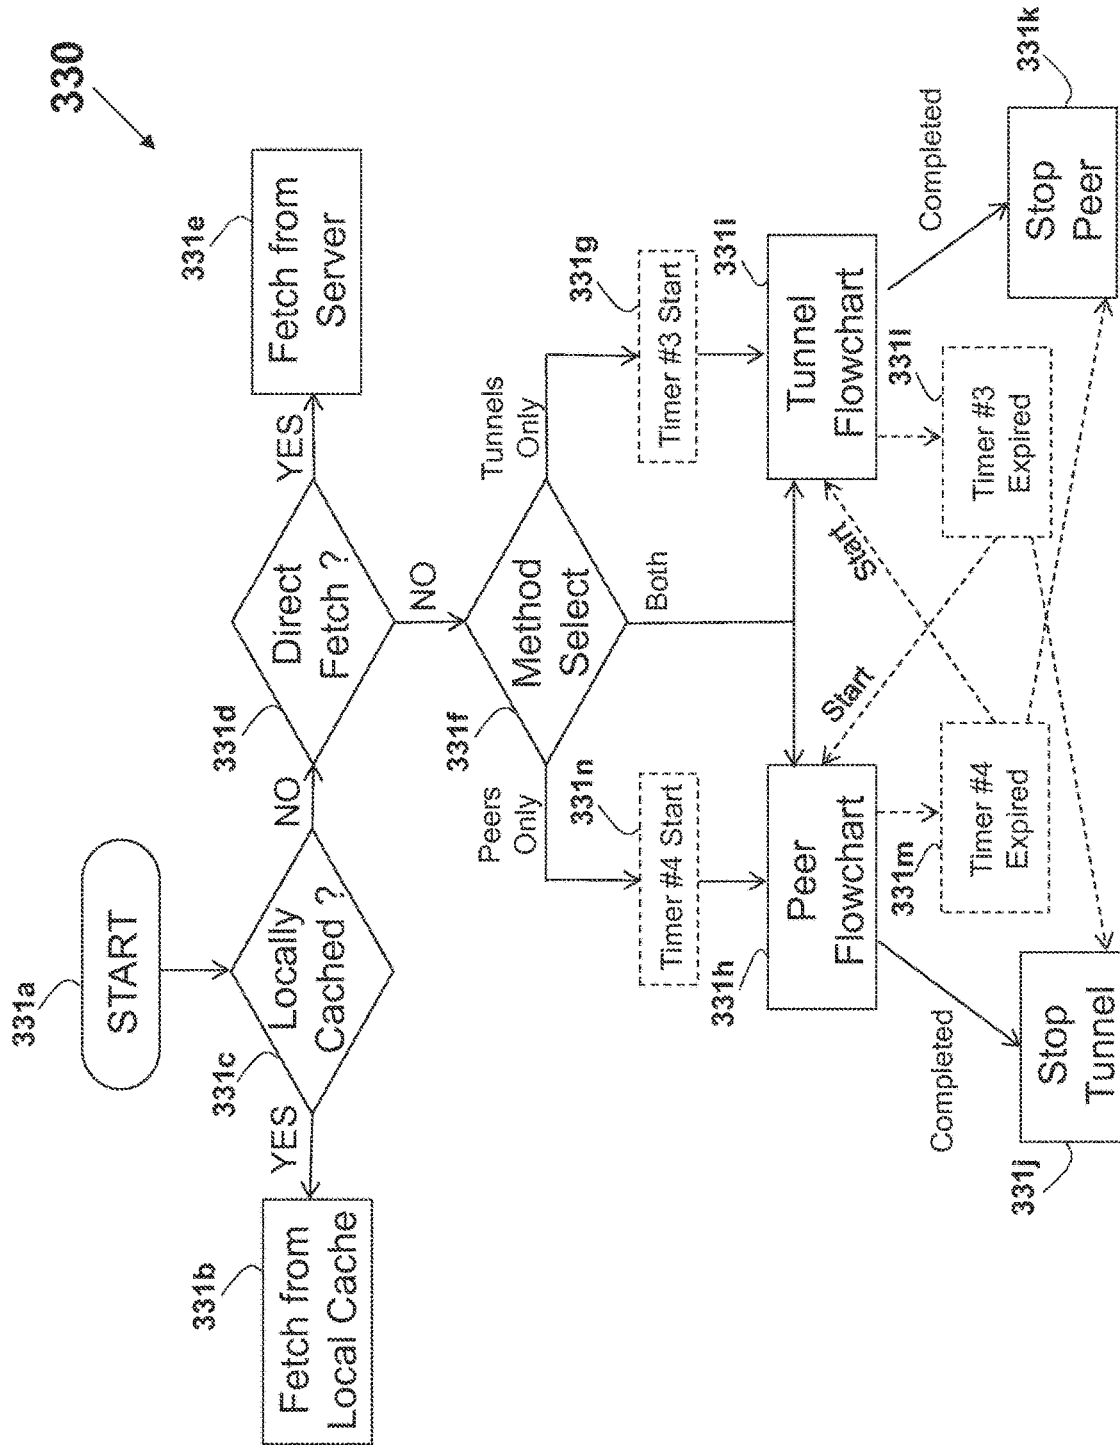 330
331a
START
331c
Locally
Cached ?
YES
331b
Fetch from
Local Cache
NO
331d
Direct
Fetch ?
YES
331e
Fetch from
Server
NO
331f
Method
Select
Peers
Only
Both
Tunnels
Only
331n
Timer #4 Start
331g
Timer #3 Start
331h
Peer
Flowchart
331i
Tunnel
Flowchart
Start
Start
331m
Timer #4
Expired
331l
Timer #3
Expired
Completed
Completed
331j
Stop
Tunnel
331k
Stop
Peer